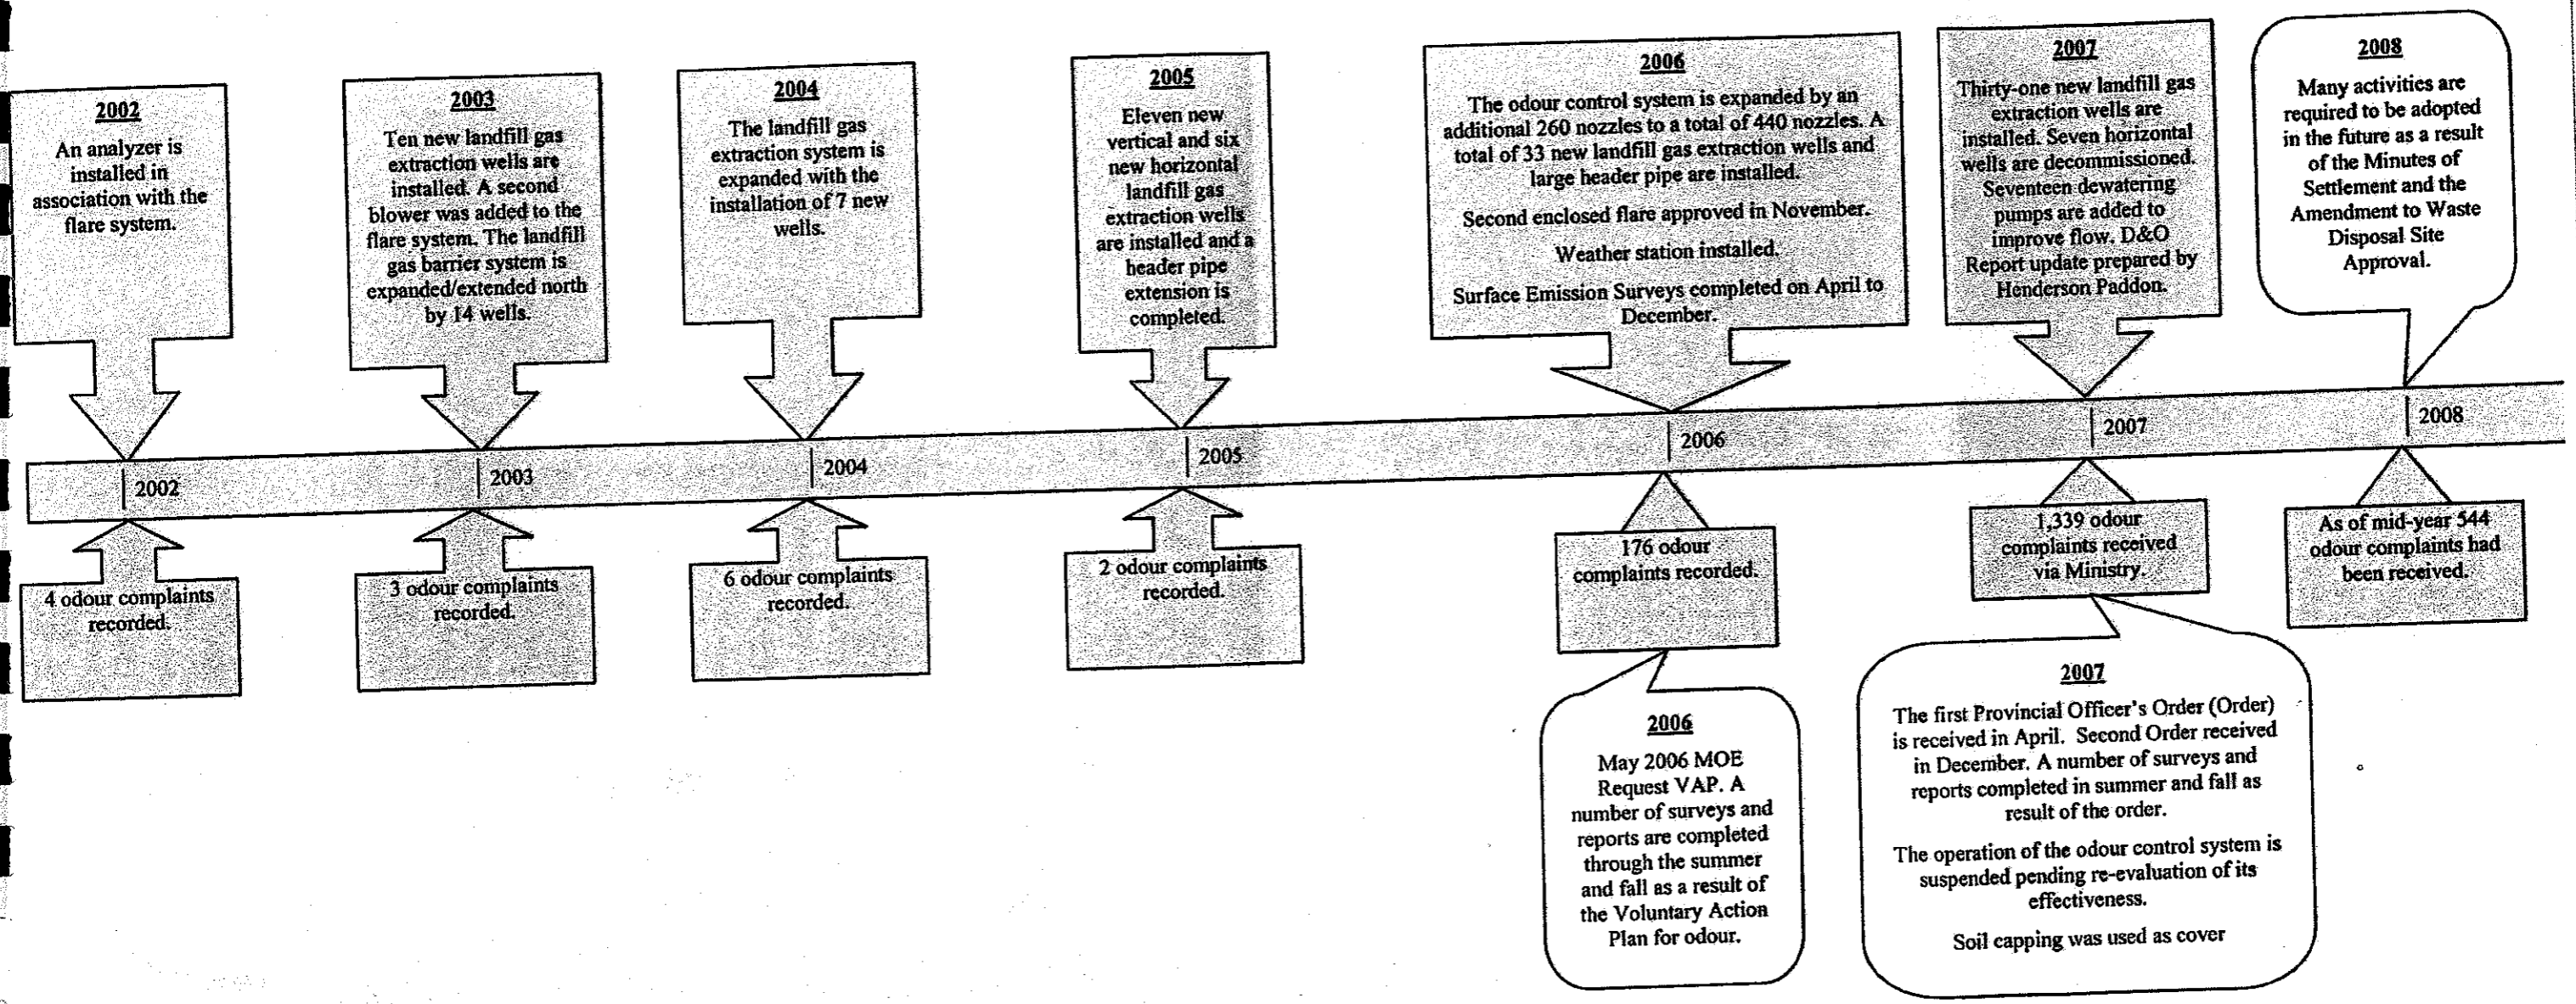 2002
An analyzer is
installed in
association with the
flare system.
2003
Ten new landfill gas
extraction wells are
installed. A second
blower was added to the
flare system. The landfill
gas barrier system is
expanded/extended north
by 14 wells.
2004
The landfill gas
extraction system is
expanded with the
installation of 7 new
wells.
2005
Eleven new
vertical and six
new horizontal
landfill gas
extraction wells
are installed and a
header pipe
extension is
completed.
2006
The odour control system is expanded by an
additional 260 nozzles to a total of 440 nozzles. A
total of 33 new landfill gas extraction wells and
large header pipe are installed.
Second enclosed flare approved in November.
Weather station installed.
Surface Emission Surveys completed on April to
December.
2007
Thirty-one new landfill gas
extraction wells are
installed. Seven horizontal
wells are decommissioned.
Seventeen dewatering
pumps are added to
improve flow. D&O
Report update prepared by
Henderson Paddon.
2008
Many activities are
required to be adopted
in the future as a result
of the Minutes of
Settlement and the
Amendment to Waste
Disposal Site
Approval.
2002
2003
2004
2005
2006
2007
2008
4 odour complaints
recorded.
3 odour complaints
recorded.
6 odour complaints
recorded.
2 odour complaints
recorded.
176 odour
complaints recorded.
1,339 odour
complaints received
via Ministry.
As of mid-year 544
odour complaints had
been received.
2006
May 2006 MOE
Request VAP. A
number of surveys and
reports are completed
through the summer
and fall as a result of
the Voluntary Action
Plan for odour.
2007
The first Provincial Officer's Order (Order)
is received in April. Second Order received
in December. A number of surveys and
reports completed in summer and fall as
result of the order.
The operation of the odour control system is
suspended pending re-evaluation of its
effectiveness.
Soil capping was used as cover